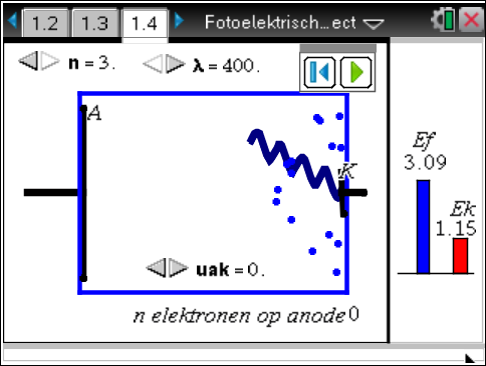 1.2 1.3 1.4 Fotoelektrisch...ect
n = 3. λ = 400.
A
K
Ef
3.09
Ek
1.15
uak = 0.
n elektronen op anode 0